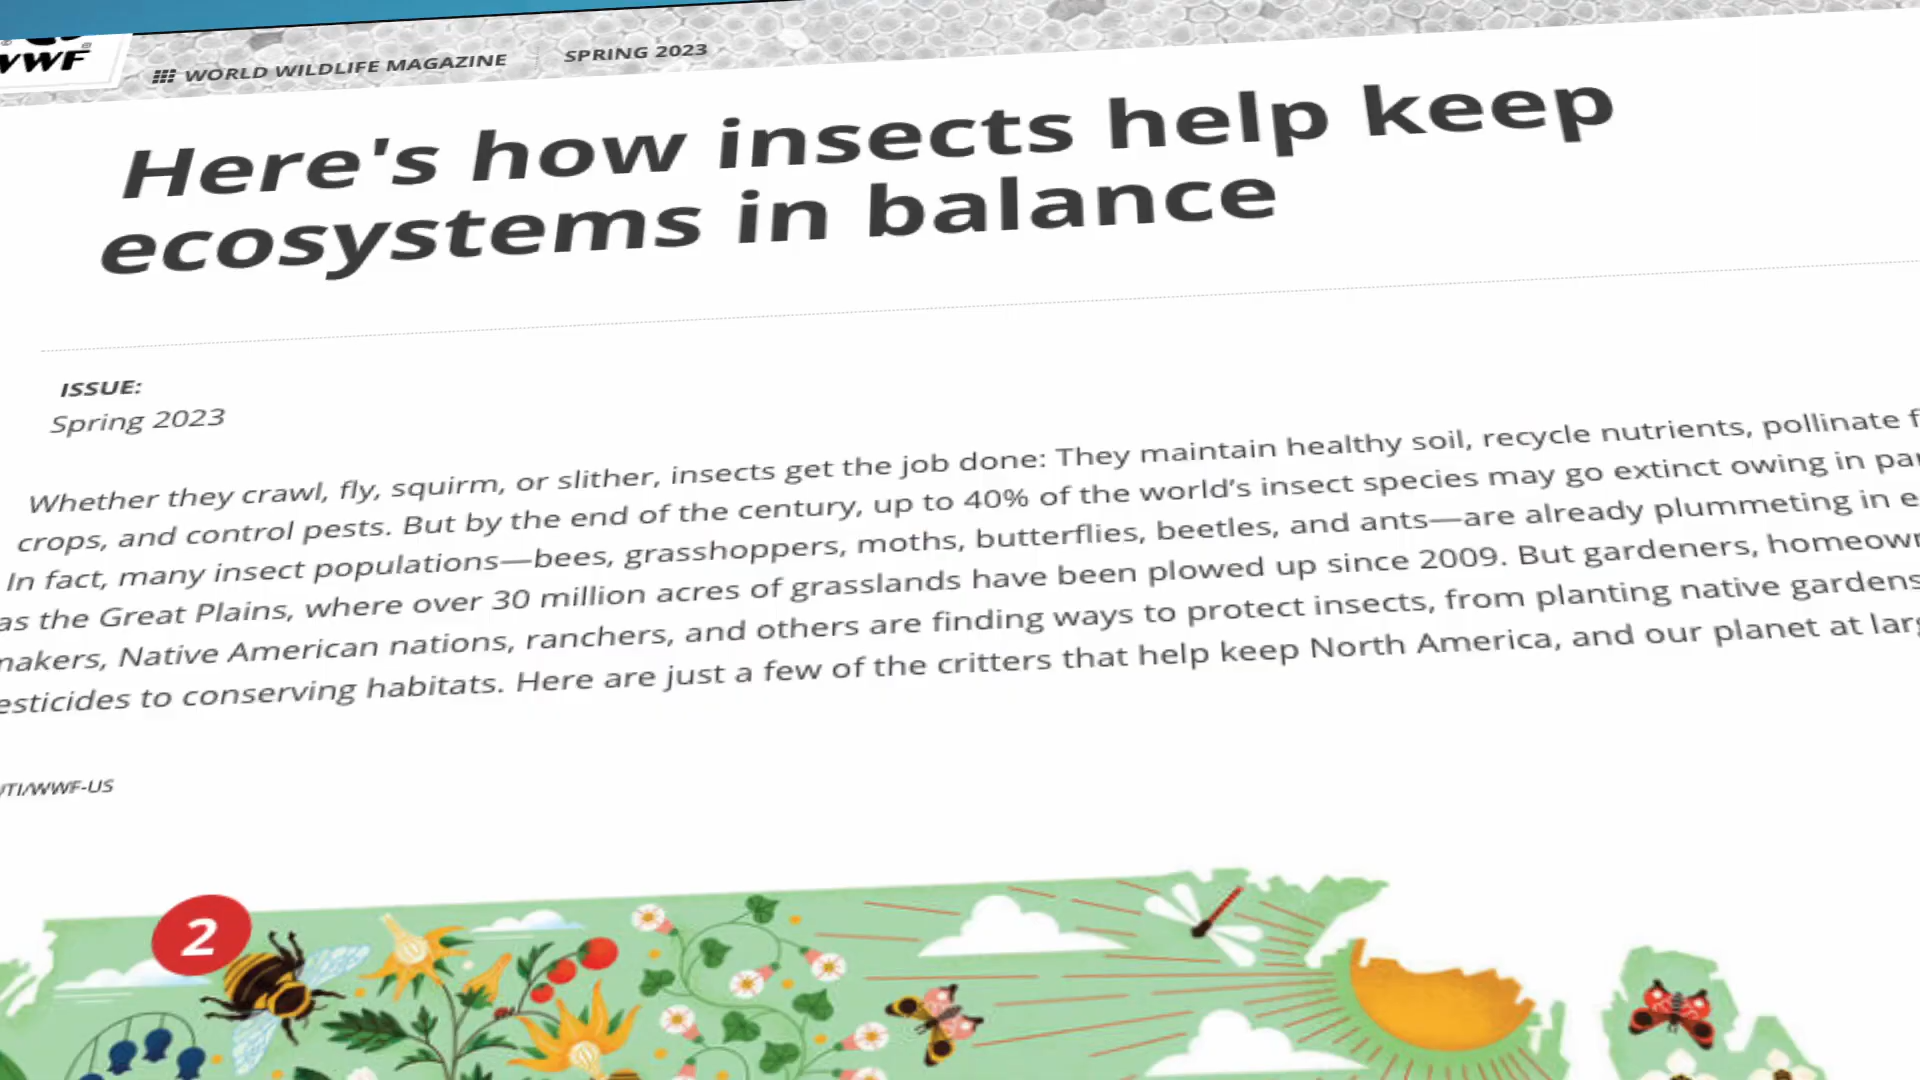 WWF
WORLD WILDLIFE MAGAZINE
SPRING 2023
Here's how insects help keep
ecosystems in balance
ISSUE:
Spring 2023
Whether they crawl, fly, squirm, or slither, insects get the job done: They maintain healthy soil, recycle nutrients, pollinate
crops, and control pests. But by the end of the century, up to 40% of the world’s insect species may go extinct owing in
In fact, many insect populations—bees, grasshoppers, moths, butterflies, beetles, and ants—are already plummeting in
as the Great Plains, where over 30 million acres of grasslands have been plowed up since 2009. But gardeners,
Native American nations, ranchers, and others are finding ways to protect insects, from planting native gardens
to conserving habitats. Here are just a few of the critters that help keep North America, and our planet at
/WWF-US
2